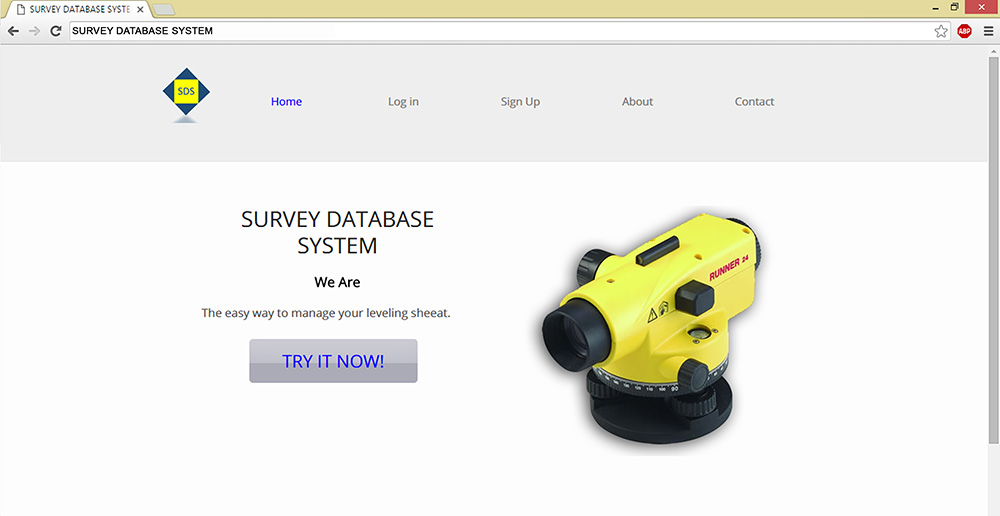 SURVEY DATABASE SYSTE
SURVEY DATABASE SYSTEM
ABP
SDS
Home Log in Sign Up About Contact
SURVEY DATABASE
SYSTEM
We Are
The easy way to manage your leveling sheeat.
TRY IT NOW!
RUNNER 24
90